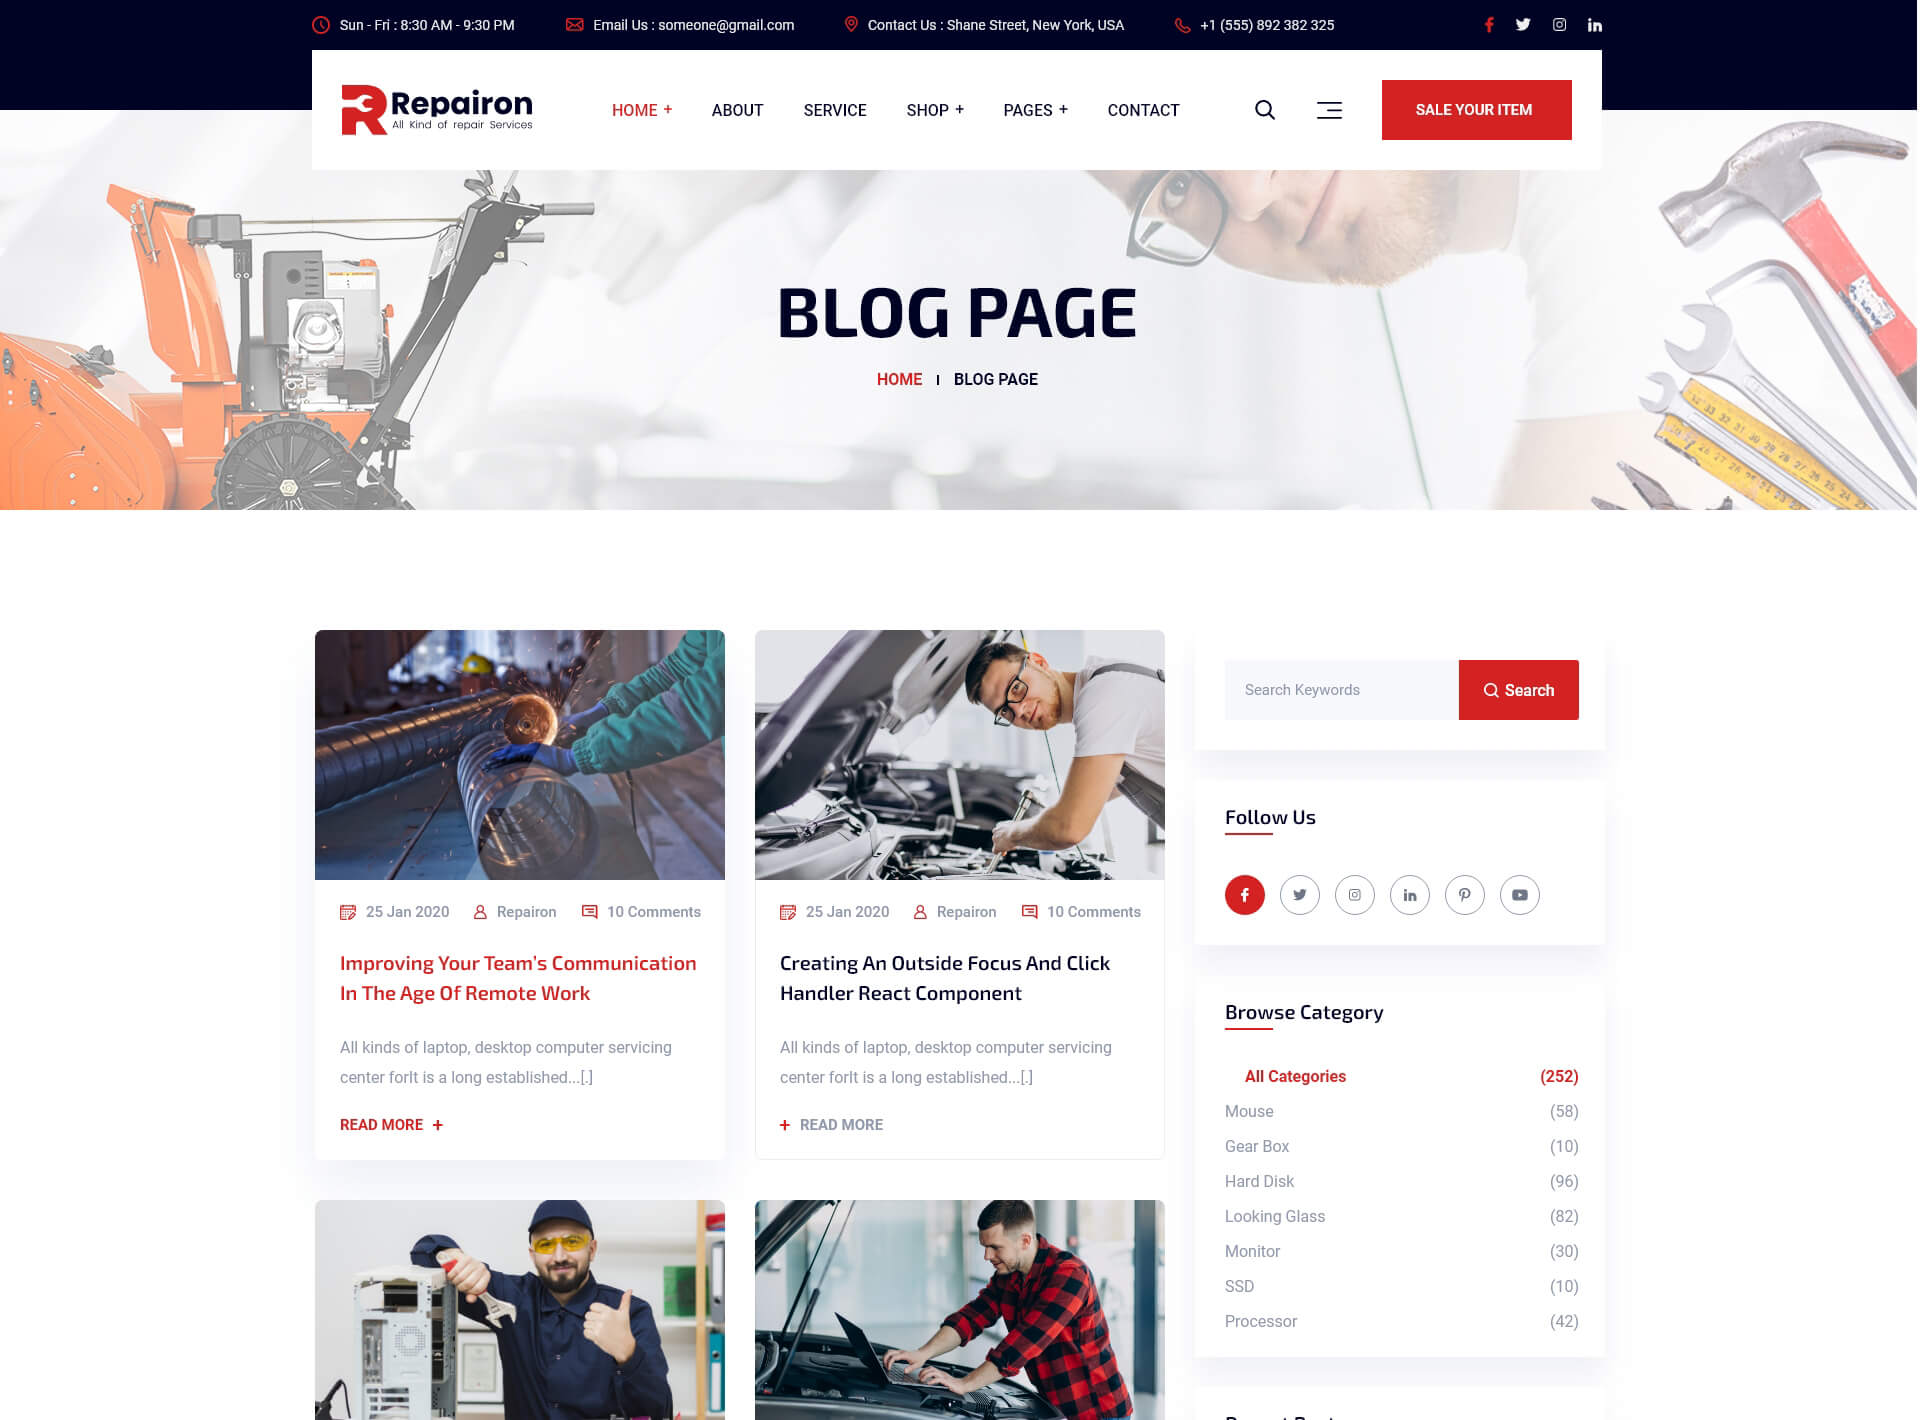 Sun - Fri : 8:30 AM - 9:30 PM
Email Us : someone@gmail.com
Contact Us : Shane Street, New York, USA
+1 (555) 892 382 325
Repairon
All Kind of repair Services
HOME +
ABOUT
SERVICE
SHOP +
PAGES +
CONTACT
SALE YOUR ITEM
BLOG PAGE
HOME
BLOG PAGE
25 Jan 2020
Repairon
10 Comments
Improving Your Team’s Communication
In The Age Of Remote Work
All kinds of laptop, desktop computer servicing
center forIt is a long established...[.]
READ MORE +
25 Jan 2020
Repairon
10 Comments
Creating An Outside Focus And Click
Handler React Component
All kinds of laptop, desktop computer servicing
center forIt is a long established...[.]
+ READ MORE
Search Keywords
Search
Follow Us
Browse Category
All Categories (252)
Mouse (58)
Gear Box (10)
Hard Disk (96)
Looking Glass (82)
Monitor (30)
SSD (10)
Processor (42)